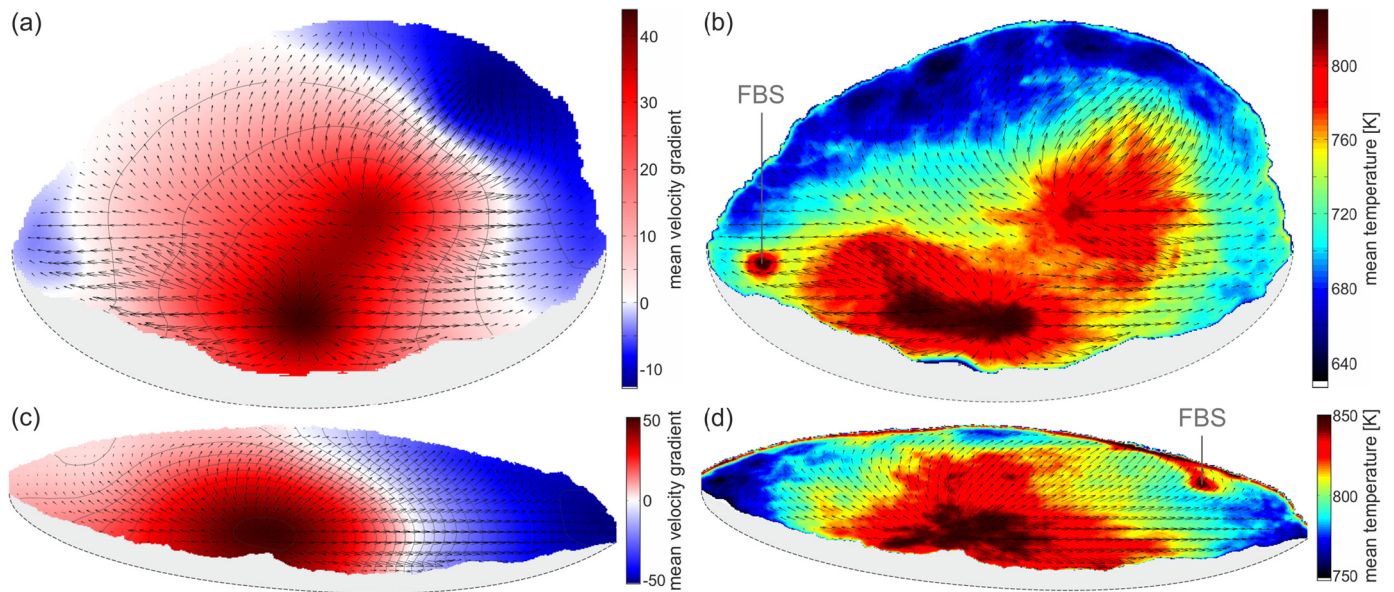 (a)
40
30
20
10
0
-10
mean velocity gradient
(b)
FBS
800
760
720
680
640
mean temperature [K]
(c)
50
0
-50
mean velocity gradient
(d)
FBS
850
800
750
mean temperature [K]